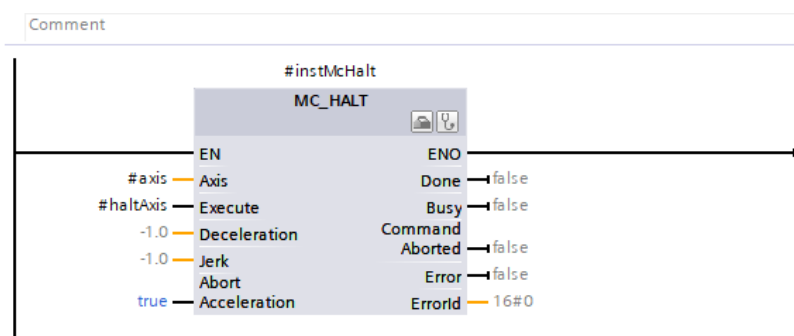 Comment
#instMcHalt
MC_HALT
EN ENO
#axis Axis Done false
#haltAxis Execute Busy false
-1.0 Deceleration Command
Aborted false
-1.0 Jerk
Abort Error false
true Acceleration ErrorId 16#0